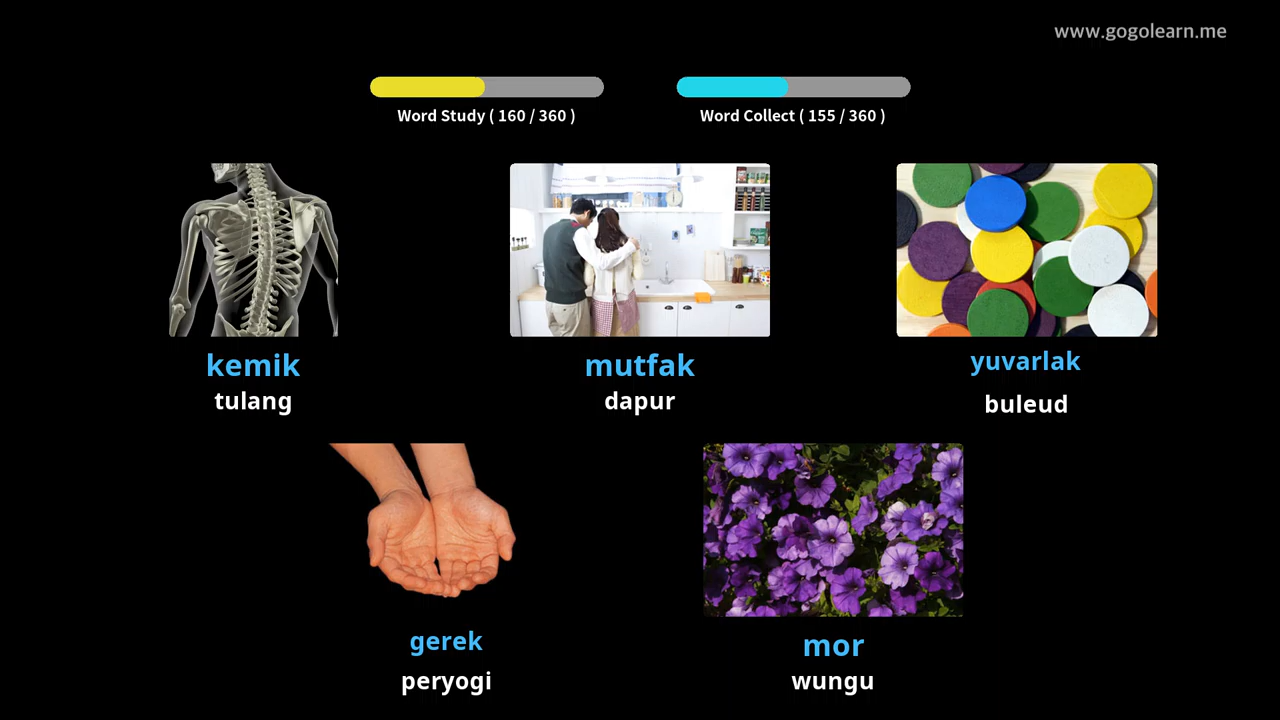 www.gogolearn.me
Word Study ( 160 / 360 )
Word Collect ( 155 / 360 )
kemik
tulang
mutfak
dapur
yuvarlak
buleud
gerek
peryogi
mor
wungu